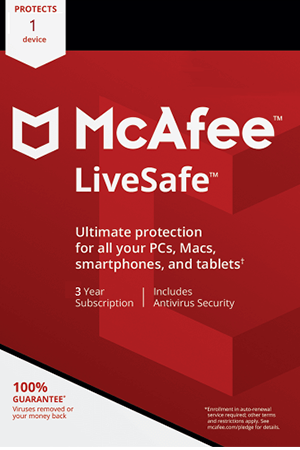 PROTECTS
1
device
McAfee™
LiveSafe™
Ultimate protection
for all your PCs, Macs,
smartphones, and tablets†
3 Year
Subscription
Includes
Antivirus Security
100%
GUARANTEE*
Viruses removed or
your money back
*Enrollment in auto-renewal
service required; other terms
and restrictions apply. See
mcafee.com/pledge for details.